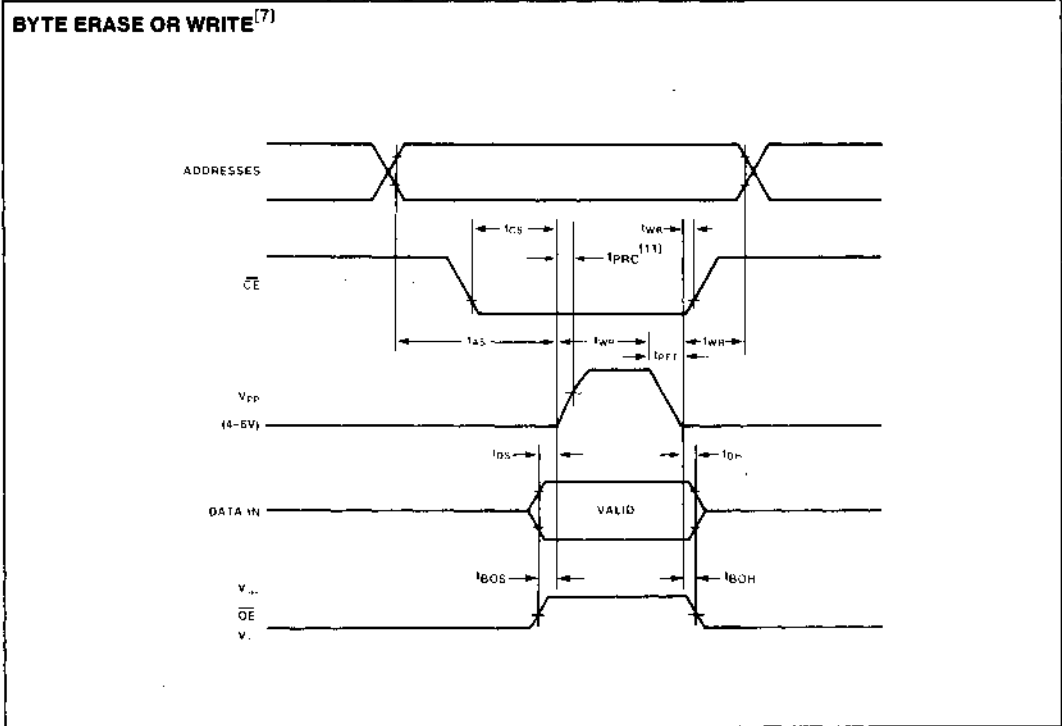 BYTE ERASE OR WRITE[7]
ADDRESSES
tCS
tWR
tPRC[11]
CE
tAS
tWP
tPFT
tWR
VPP
(4-6V)
tDS
tDH
DATA IN
VALID
tBOS
tBOH
OE